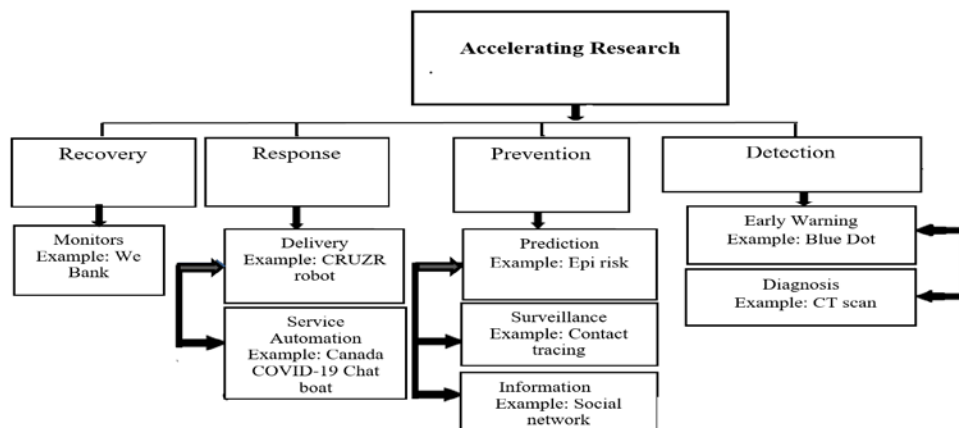 Accelerating Research
.
Recovery
Response
Prevention
Detection
Monitors
Example: We
Bank
Delivery
Example: CRUZR
robot
Service
Automation
Example: Canada
COVID-19 Chat
boat
Prediction
Example: Epi risk
Surveillance
Example: Contact
tracing
Information
Example: Social
network
Early Warning
Example: Blue Dot
Diagnosis
Example: CT scan